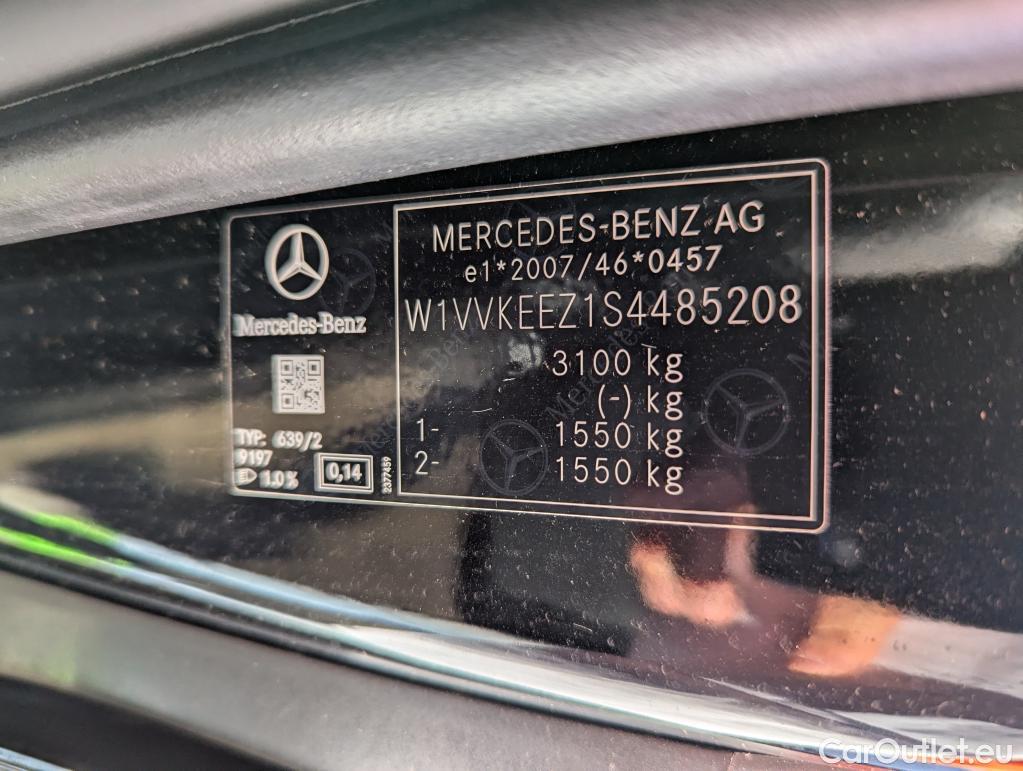 Mercedes-Benz
TYP: 639/2
9197
1.0%
0,14
2377459
MERCEDES-BENZ AG
e1*2007/46*0457
W1VVKEEZ1S4485208
3100 kg
(-) kg
1- 1550 kg
2- 1550 kg
CarOutlet.eu